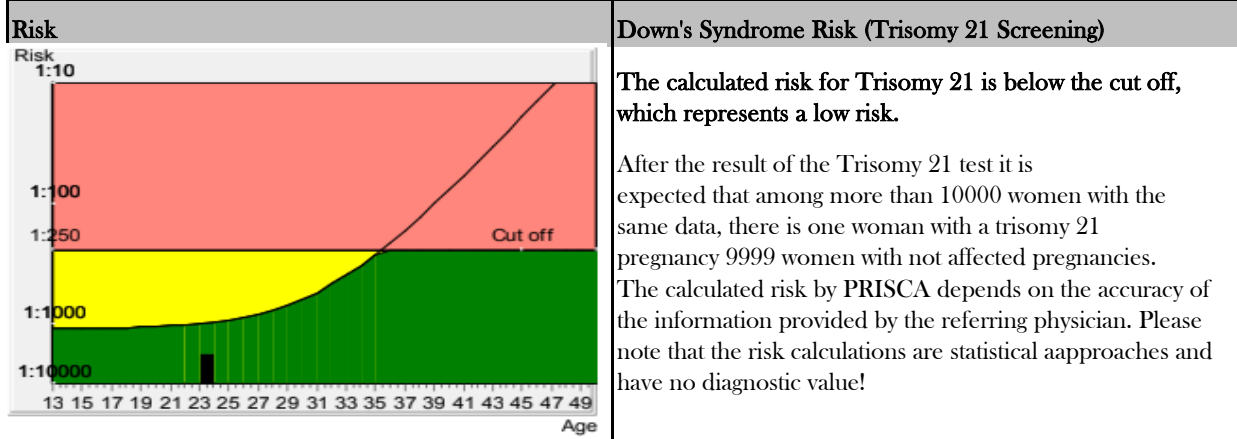 Risk
Risk
1:10
1:100
1:250
Cut off
1:1000
1:10000
13 15 17 19 21 23 25 27 29 31 33 35 37 39 41 43 45 47 49
Age
Down's Syndrome Risk (Trisomy 21 Screening)
The calculated risk for Trisomy 21 is below the cut off,
which represents a low risk.
After the result of the Trisomy 21 test it is
expected that among more than 10000 women with the
same data, there is one woman with a trisomy 21
pregnancy 9999 women with not affected pregnancies.
The calculated risk by PRISCA depends on the accuracy of
the information provided by the referring physician. Please
note that the risk calculations are statistical aapproaches and
have no diagnostic value!